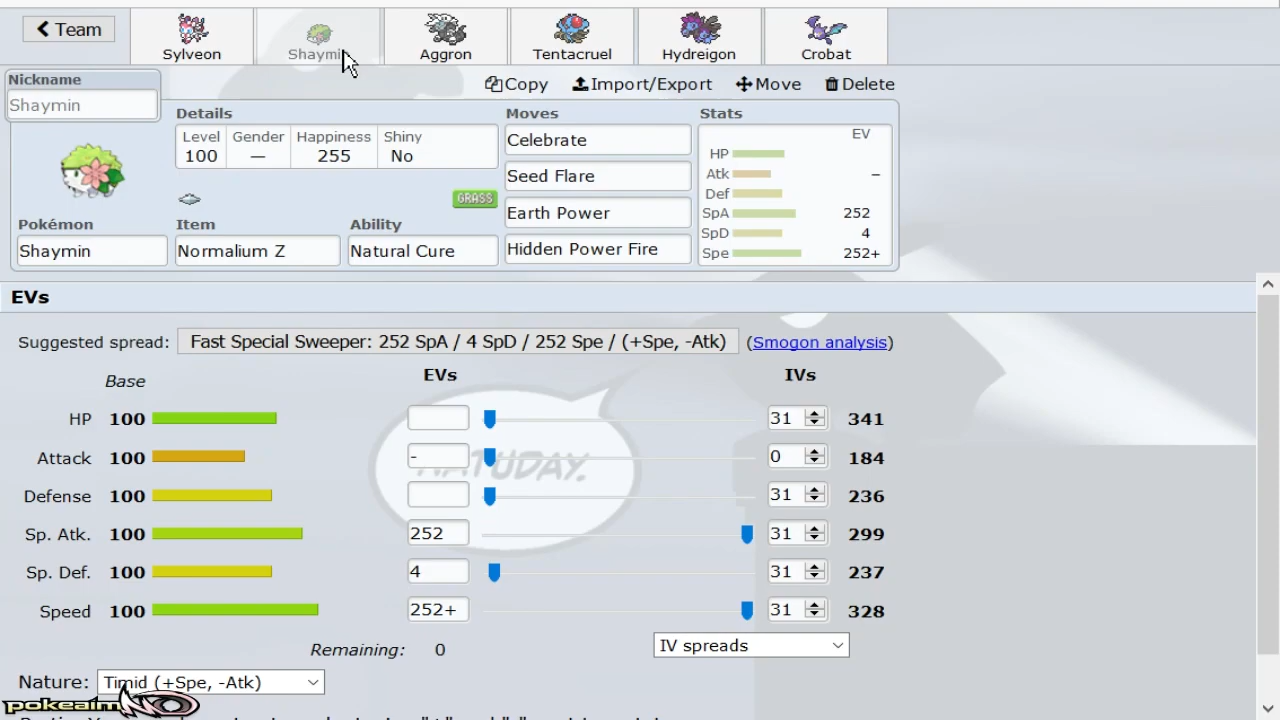 Team
Sylveon
Shaymin
Aggron
Tentacruel
Hydreigon
Crobat
Nickname
Shaymin
Copy
Import/Export
Move
Delete
Details
Level
100
Gender
—
Happiness
255
Shiny
No
GRASS
Pokémon
Shaymin
Item
Normalium Z
Ability
Natural Cure
Moves
Celebrate
Seed Flare
Earth Power
Hidden Power Fire
Stats
EV
HP
Atk –
Def
SpA 252
SpD 4
Spe 252+
EVs
Suggested spread: Fast Special Sweeper: 252 SpA / 4 SpD / 252 Spe / (+Spe, -Atk) (Smogon analysis)
Base EVs IVs
HP 100 31 341
Attack 100 - 0 184
Defense 100 31 236
Sp. Atk. 100 252 31 299
Sp. Def. 100 4 31 237
Speed 100 252+ 31 328
Remaining: 0
IV spreads
Nature: Timid (+Spe, -Atk)
pokeaim